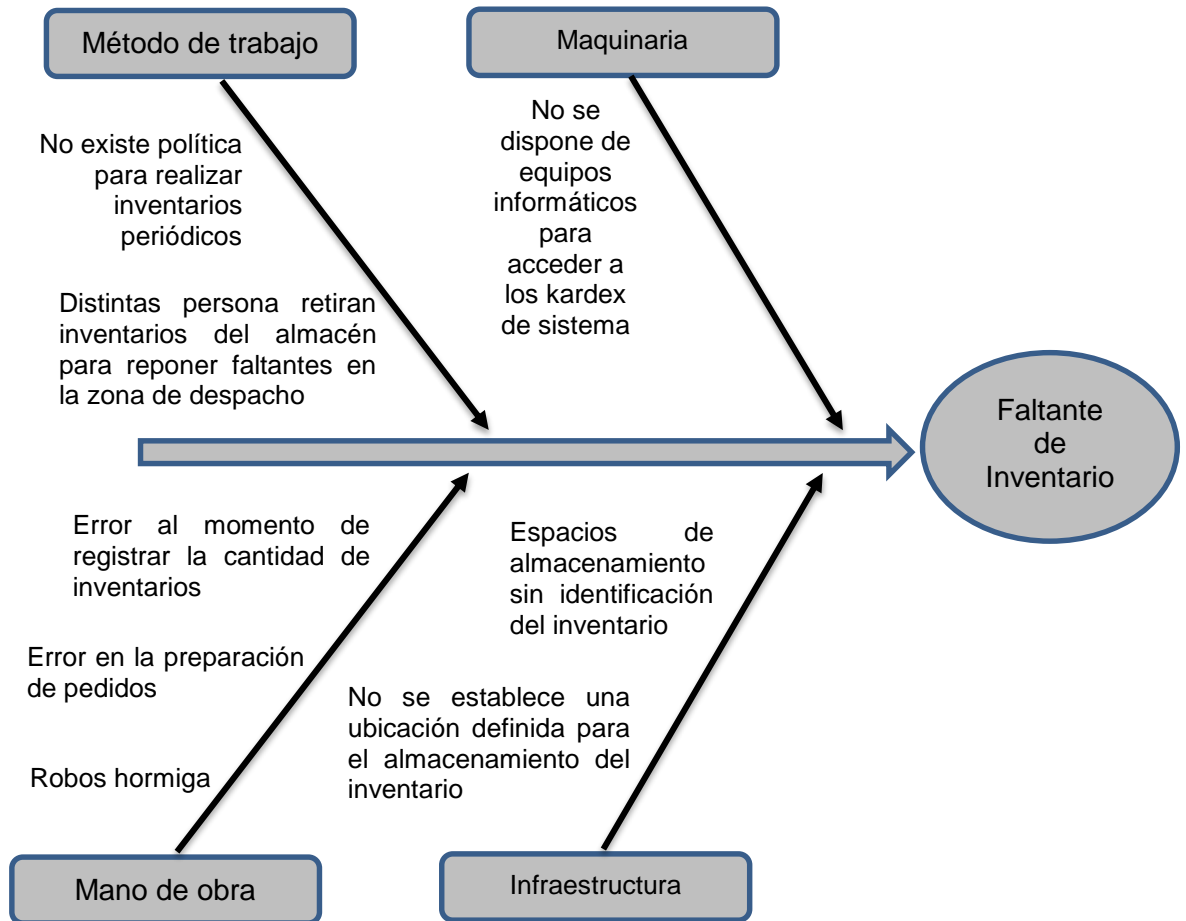 Método de trabajo
No existe política
para realizar
inventarios
periódicos
Distintas persona retiran
inventarios del almacén
para reponer faltantes en
la zona de despacho
Maquinaria
No se
dispone de
equipos
informáticos
para
acceder a
los kardex
de sistema
Faltante
de
Inventario
Error al momento de
registrar la cantidad de
inventarios
Error en la preparación
de pedidos
Robos hormiga
Mano de obra
Espacios de
almacenamiento
sin identificación
del inventario
No se establece una
ubicación definida para
el almacenamiento del
inventario
Infraestructura